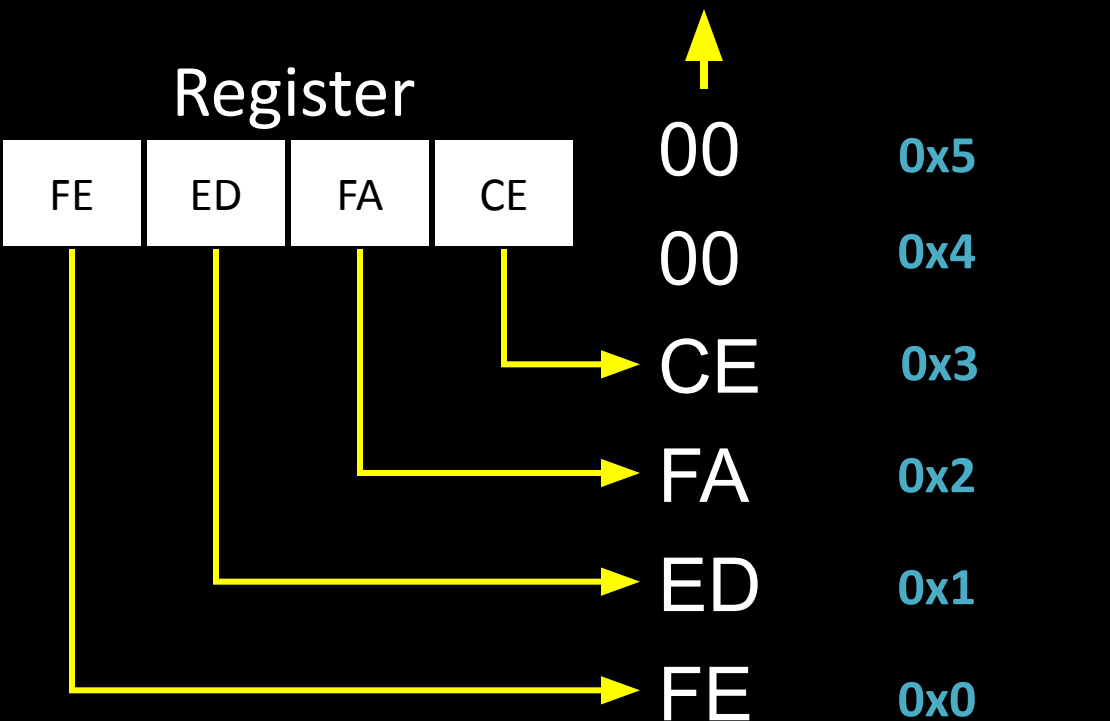 Register
FE ED FA CE
00 0x5
00 0x4
CE 0x3
FA 0x2
ED 0x1
FE 0x0